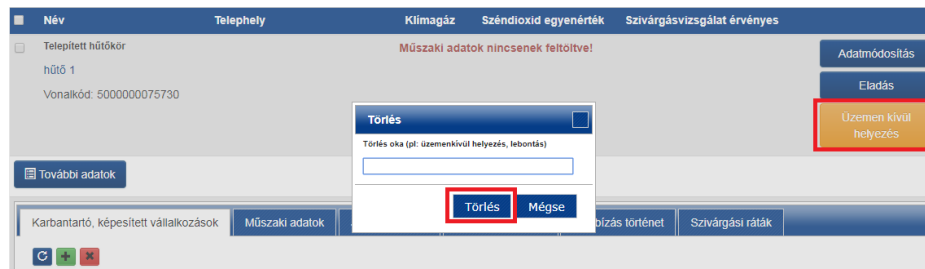 Név Telephely Klímagáz Széndioxid egyenérték Szivárgásvizsgálat érvényes
Telepített hűtőkör
Műszaki adatok nincsenek feltöltve!
hűtő 1
Vonalkód: 5000000075730
Adatmódosítás
Eladás
Üzemen kívül
helyezés
Törlés
Törlés oka (pl: üzemenkívül helyezés, lebontás)
Törlés Mégse
További adatok
Karbantartó, képesített vállalkozások Műszaki adatok történet Szivárgási ráták